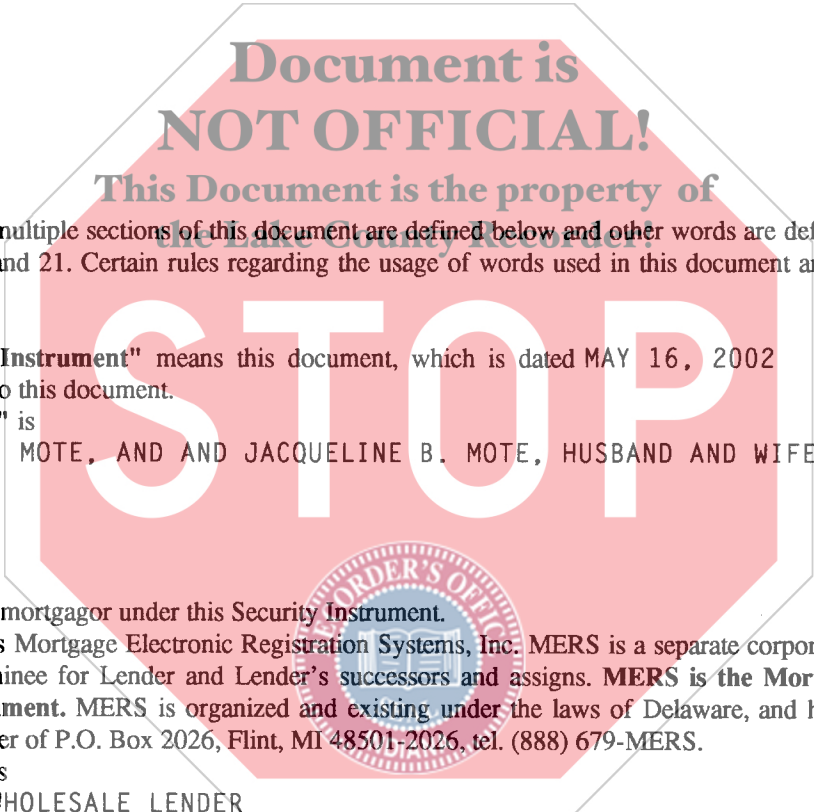 Document is
NOT OFFICIAL!
This Document is the property of
the Lake County Recorder!
multiple sections of this document are defined below and other words are def
and 21. Certain rules regarding the usage of words used in this document a
STOP
Instrument" means this document, which is dated MAY 16, 2002
o this document.
" is
MOTE, AND AND JACQUELINE B. MOTE, HUSBAND AND WIFE
RECORDER'S OFFIC
mortgagor under this Security Instrument.
s Mortgage Electronic Registration Systems, Inc. MERS is a separate corpor
inee for Lender and Lender's successors and assigns. MERS is the Mor
ment. MERS is organized and existing under the laws of Delaware, and h
er of P.O. Box 2026, Flint, MI 48501-2026, tel. (888) 679-MERS.
s
HOLESALE LENDER